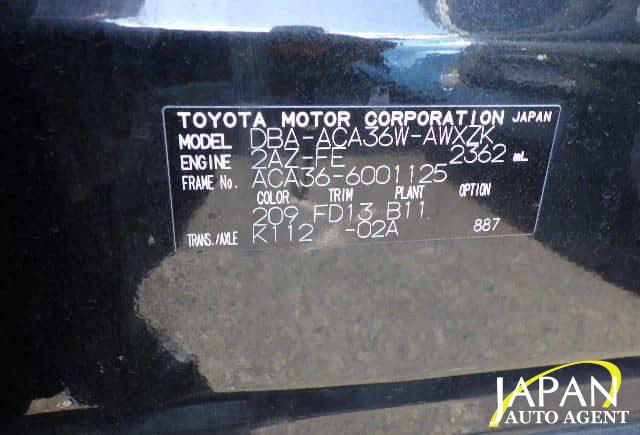 TOYOTA MOTOR CORPORATION JAPAN
MODEL DBA-ACA36W-AWXZK
ENGINE 2AZ-FE 2362 mL
FRAME No. ACA36-6001125
COLOR TRIM PLANT OPTION
209 FD13 B11
TRANS./AXLE K112 -02A 887
JAPAN
AUTO AGENT